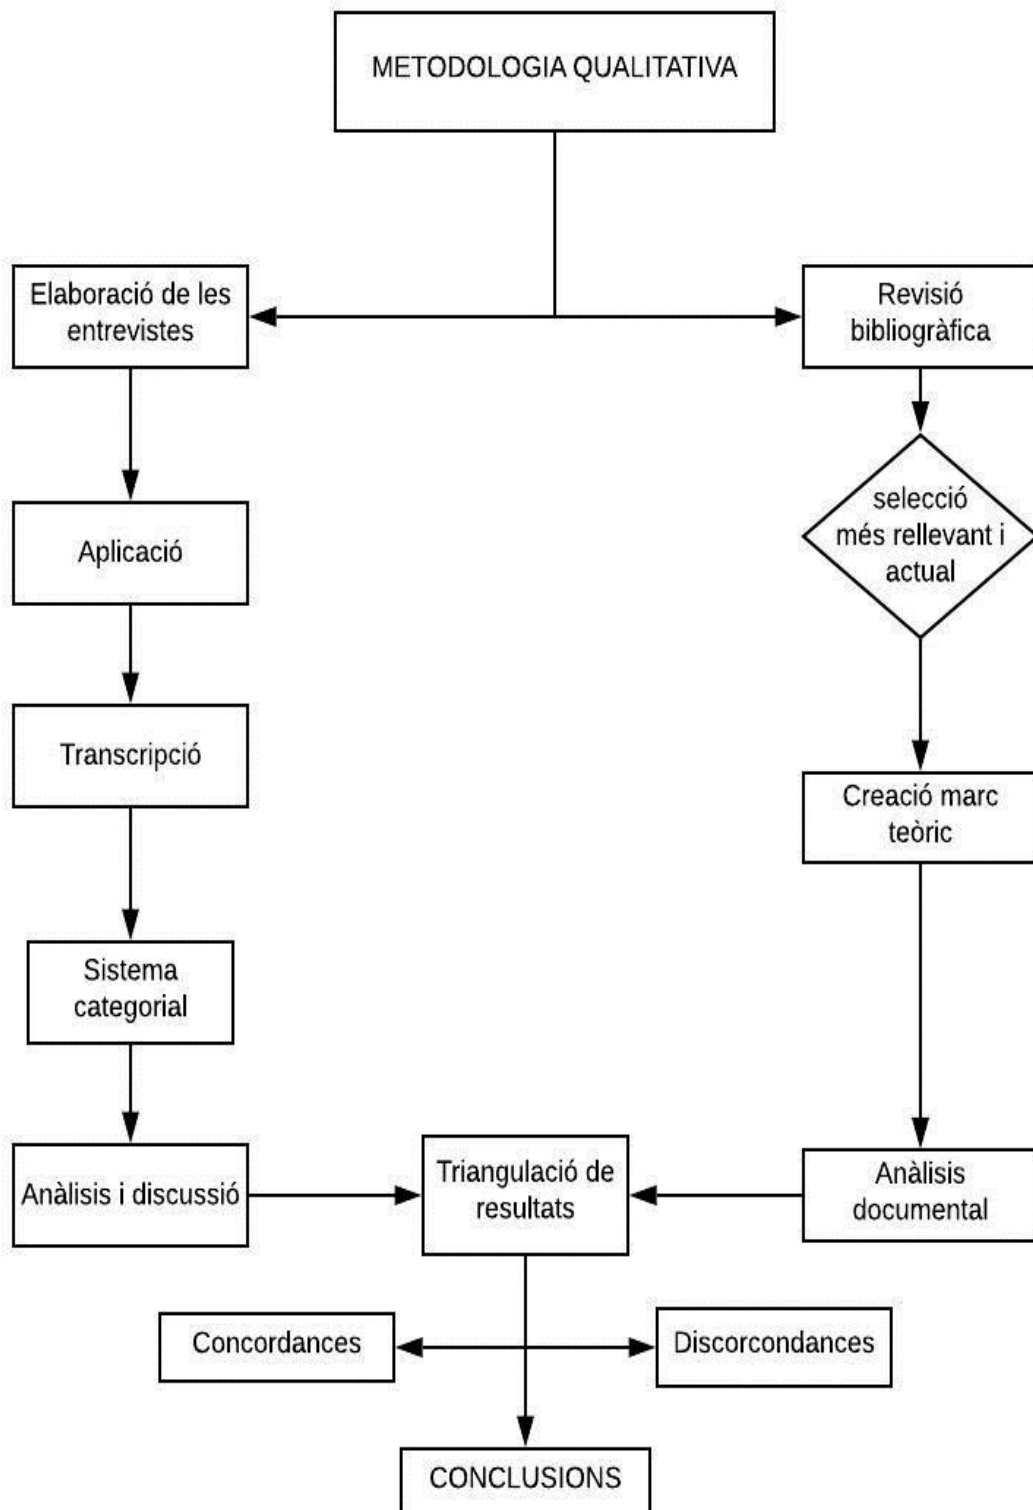 METODOLOGIA QUALITATIVA
Elaboració de les
entrevistes
Revisió
bibliogràfica
Aplicació
selecció
més rellevant i
actual
Transcripció
Creació marc
teòric
Sistema
categorial
Anàlisis i discussió
Triangulació de
resultats
Anàlisis
documental
Concordances
Discorcondances
CONCLUSIONS